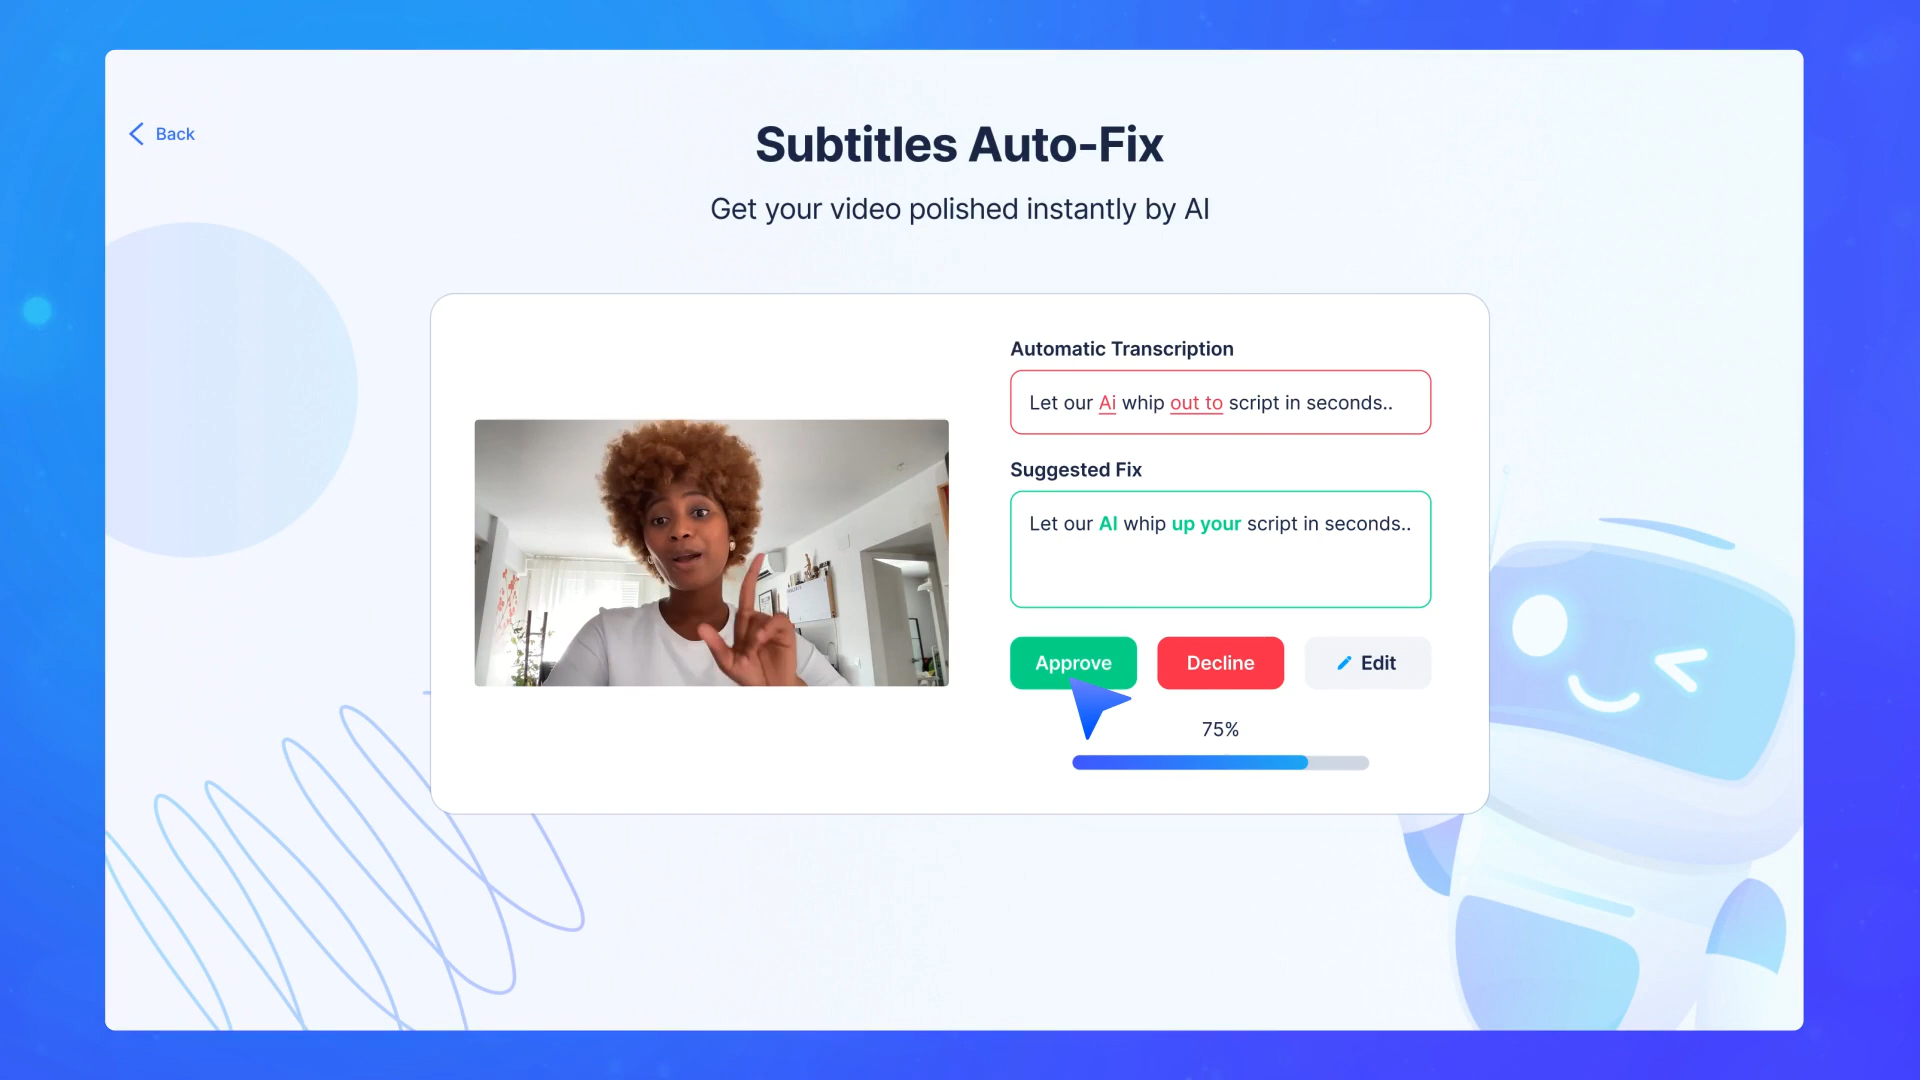 Back
Subtitles Auto-Fix
Get your video polished instantly by AI
Automatic Transcription
Let our Ai whip out to script in seconds..
Suggested Fix
Let our AI whip up your script in seconds..
Approve
Decline
Edit
75%